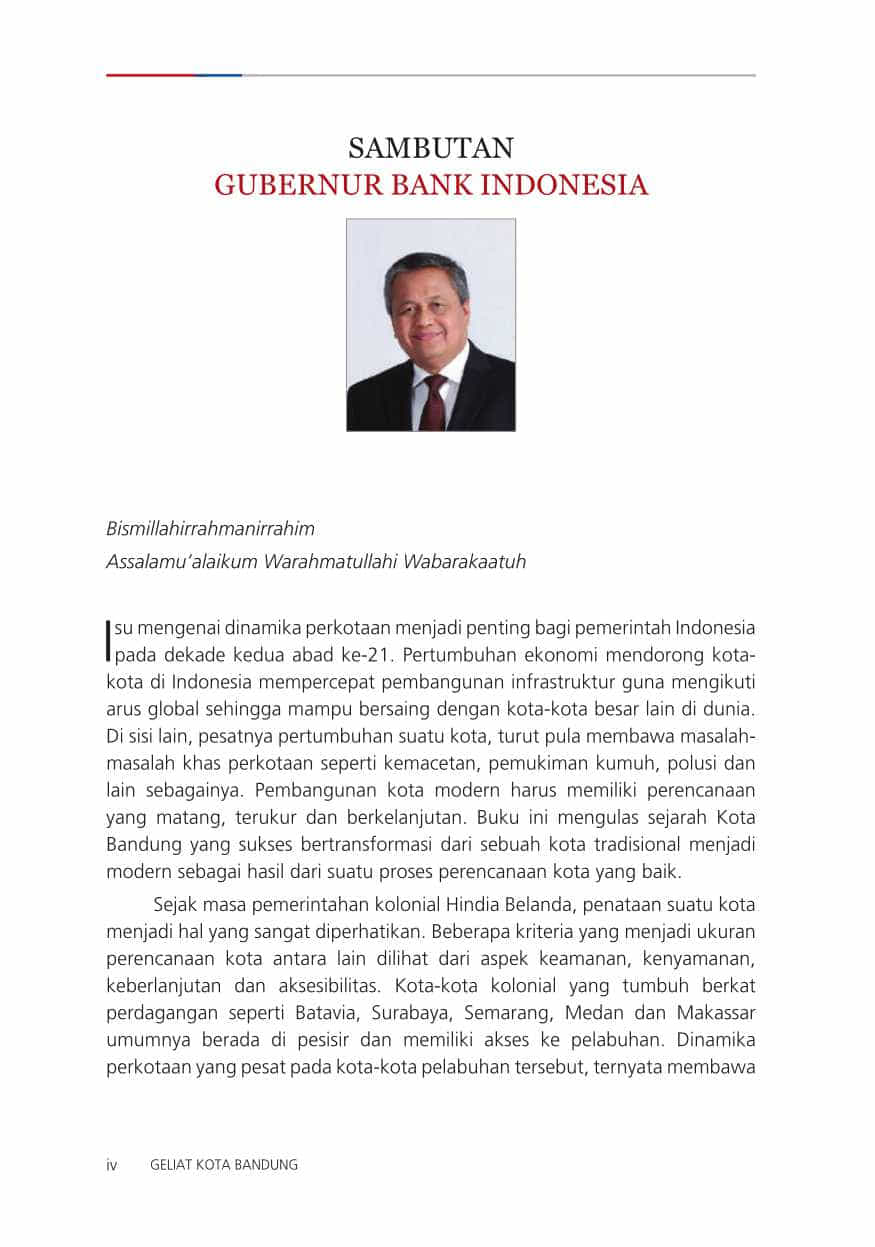 SAMBUTAN
GUBERNUR BANK INDONESIA
Bismillahirrahmanirrahim
Assalamu’alaikum Warahmatullahi Wabarakaatuh
Isu mengenai dinamika perkotaan menjadi penting bagi pemerintah Indonesia
pada dekade kedua abad ke-21. Pertumbuhan ekonomi mendorong kota-
kota di Indonesia mempercepat pembangunan infrastruktur guna mengikuti
arus global sehingga mampu bersaing dengan kota-kota besar lain di dunia.
Di sisi lain, pesatnya pertumbuhan suatu kota, turut pula membawa masalah-
masalah khas perkotaan seperti kemacetan, pemukiman kumuh, polusi dan
lain sebagainya. Pembangunan kota modern harus memiliki perencanaan
yang matang, terukur dan berkelanjutan. Buku ini mengulas sejarah Kota
Bandung yang sukses bertransformasi dari sebuah kota tradisional menjadi
modern sebagai hasil dari suatu proses perencanaan kota yang baik.
Sejak masa pemerintahan kolonial Hindia Belanda, penataan suatu kota
menjadi hal yang sangat diperhatikan. Beberapa kriteria yang menjadi ukuran
perencanaan kota antara lain dilihat dari aspek keamanan, kenyamanan,
keberlanjutan dan aksesibilitas. Kota-kota kolonial yang tumbuh berkat
perdagangan seperti Batavia, Surabaya, Semarang, Medan dan Makassar
umumnya berada di pesisir dan memiliki akses ke pelabuhan. Dinamika
perkotaan yang pesat pada kota-kota pelabuhan tersebut, ternyata membawa
iv GELIAT KOTA BANDUNG